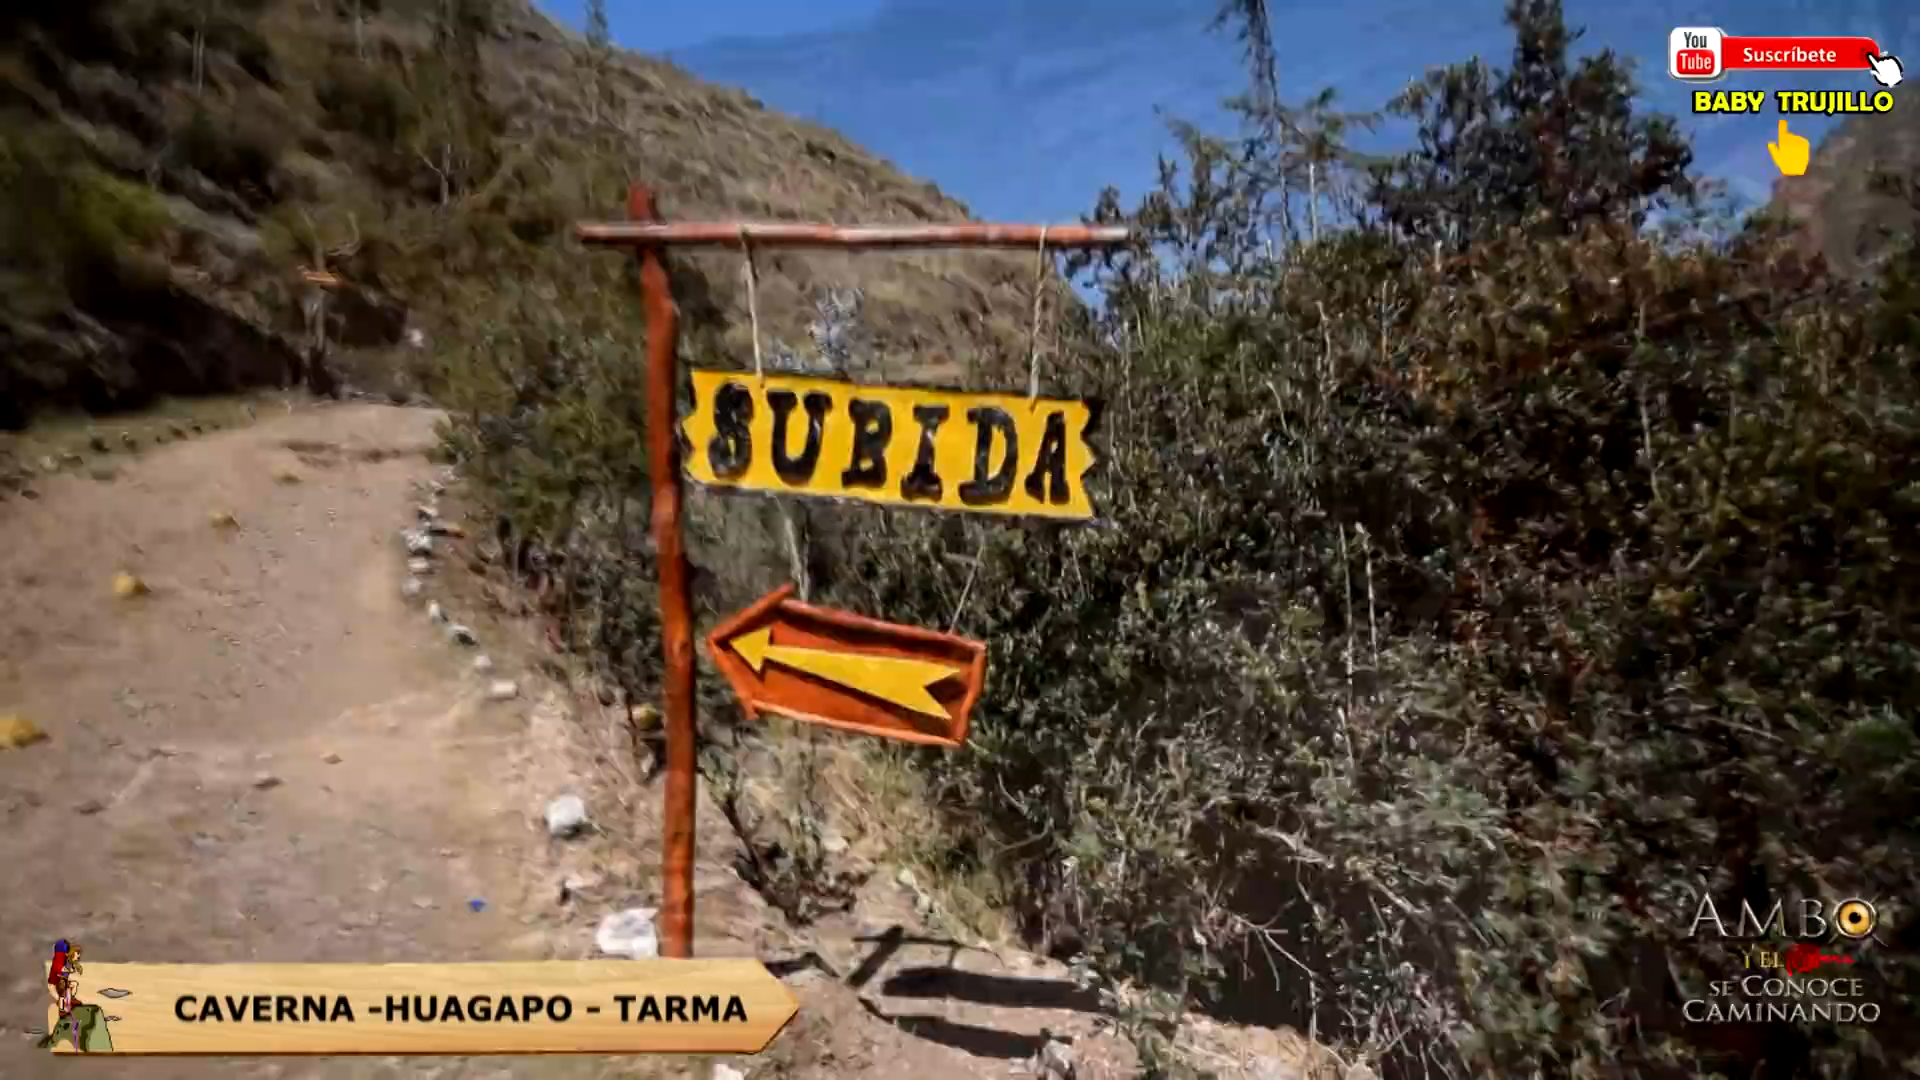 You
Tube
Suscríbete
BABY TRUJILLO
SUBIDA
CAVERNA -HUAGAPO - TARMA
AMBO
Y EL
SE CONOCE
CAMINANDO